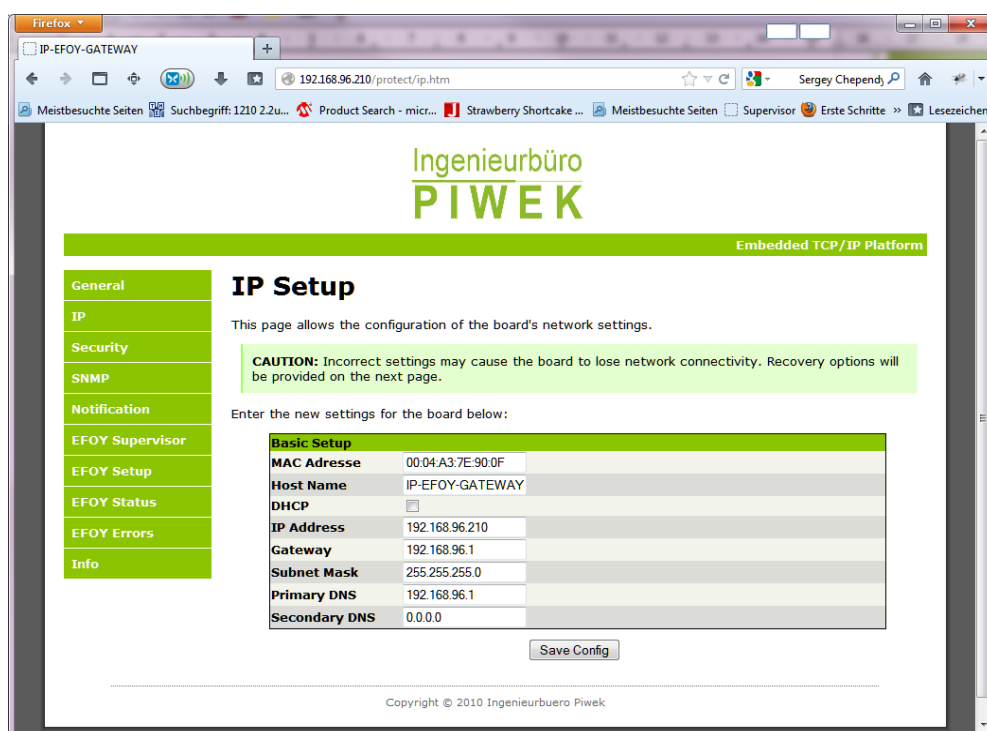 Firefox
IP-EFOY-GATEWAY
192.168.96.210/protect/ip.htm
Sergey Chependy
Meistbesuchte Seiten Suchbegriff: 1210 2.2u... Product Search - micr... Strawberry Shortcake ... Meistbesuchte Seiten Supervisor Erste Schritte » Lesezeichen
Ingenieurbüro
PIWEK
Embedded TCP/IP Platform
General
IP
Security
SNMP
Notification
EFOY Supervisor
EFOY Setup
EFOY Status
EFOY Errors
Info
IP Setup
This page allows the configuration of the board's network settings.
CAUTION: Incorrect settings may cause the board to lose network connectivity. Recovery options will
be provided on the next page.
Enter the new settings for the board below:
Basic Setup
MAC Adresse 00:04:A3:7E:90:0F
Host Name IP-EFOY-GATEWAY
DHCP
IP Address 192.168.96.210
Gateway 192.168.96.1
Subnet Mask 255.255.255.0
Primary DNS 192.168.96.1
Secondary DNS 0.0.0.0
Save Config
Copyright © 2010 Ingenieurbuero Piwek